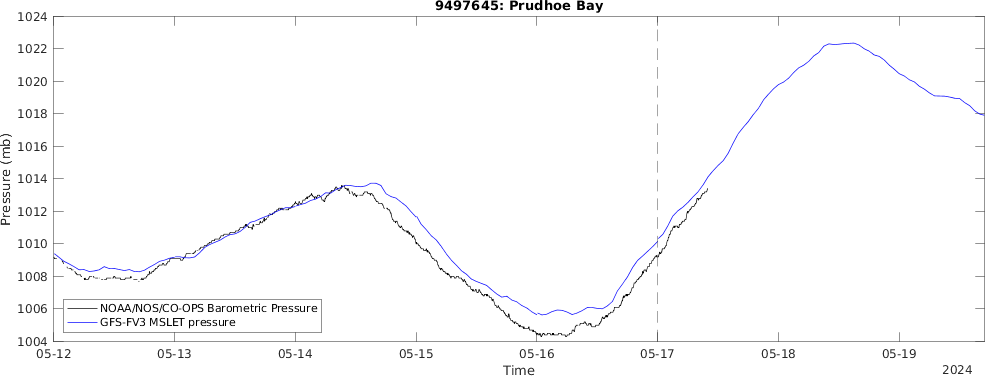 9497645: Prudhoe Bay
1024
1022
1020
1018
1016
1014
1012
1010
1008
1006
1004
Pressure (mb)
NOAA/NOS/CO-OPS Barometric Pressure
GFS-FV3 MSLET pressure
05-12 05-13 05-14 05-15 05-16 05-17 05-18 05-19
Time
2024